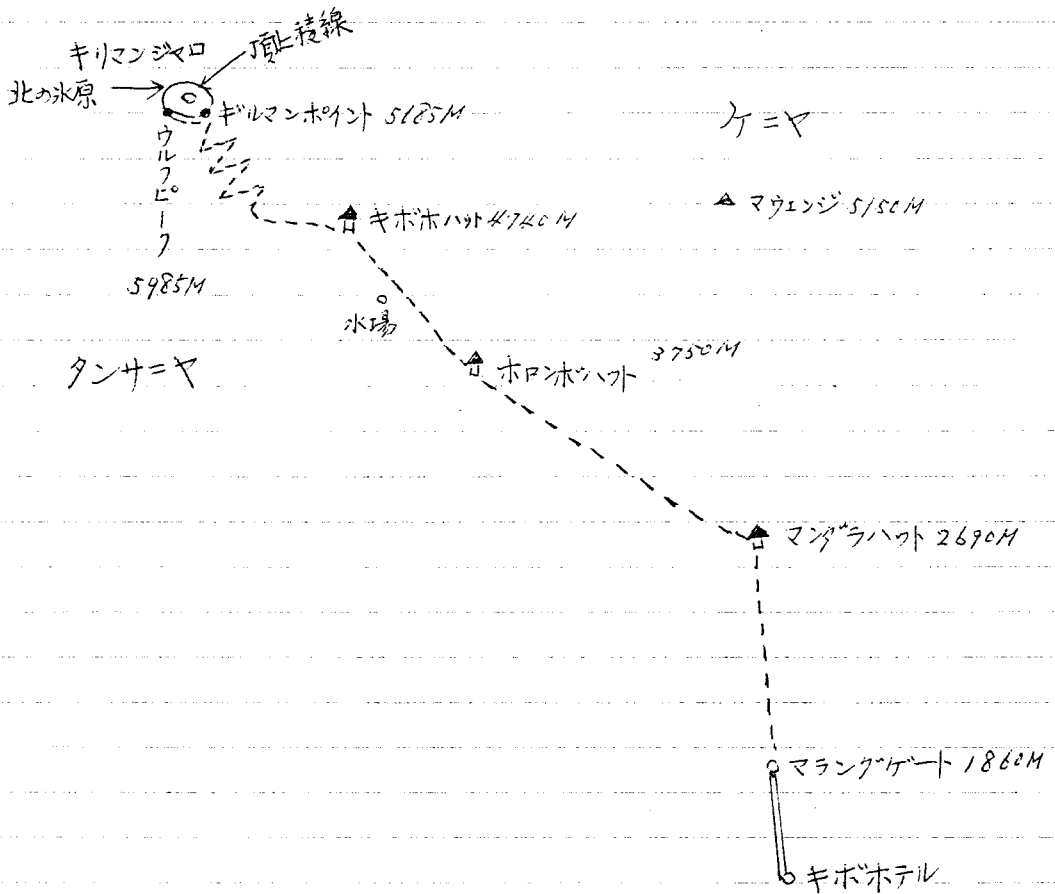 キリマンジャロ
頂上稜線
北の氷原
ギルマンポイント 5185M
ウルフピーク
5985M
ケニヤ
マウェンジ 5150M
キボホハット 4740M
水場
タンサニヤ
ホロンボハット 3750M
マンダラハット 2690M
マラングゲート 1860M
キボホテル